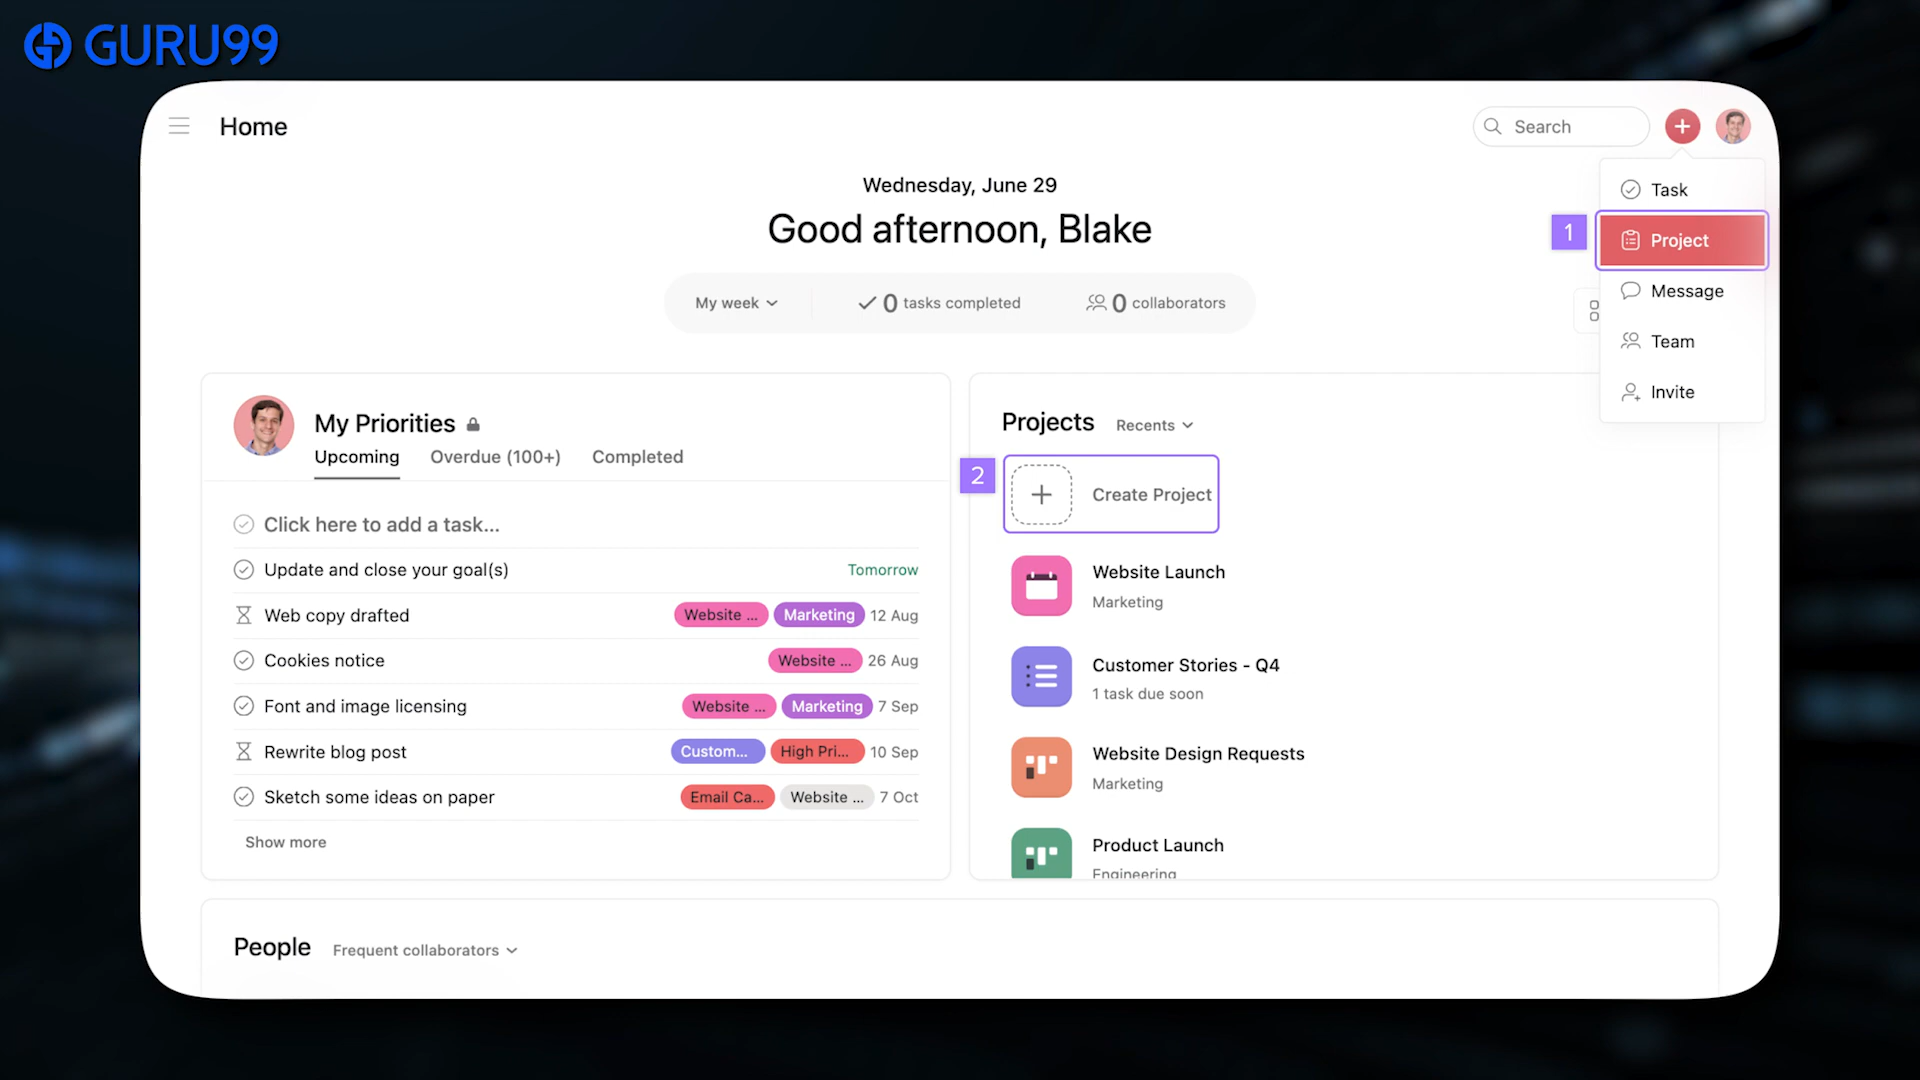 GURU99
Home
Search
Wednesday, June 29
Good afternoon, Blake
My week
0 tasks completed
0 collaborators
Task
1
Project
Message
Team
Invite
My Priorities
Upcoming
Overdue (100+)
Completed
Click here to add a task...
Update and close your goal(s) Tomorrow
Web copy drafted Website ... Marketing 12 Aug
Cookies notice Website ... 26 Aug
Font and image licensing Website ... Marketing 7 Sep
Rewrite blog post Custom... High Pri... 10 Sep
Sketch some ideas on paper Email Ca... Website ... 7 Oct
Show more
Projects Recents
2
Create Project
Website Launch
Marketing
Customer Stories - Q4
1 task due soon
Website Design Requests
Marketing
Product Launch
Engineering
People Frequent collaborators